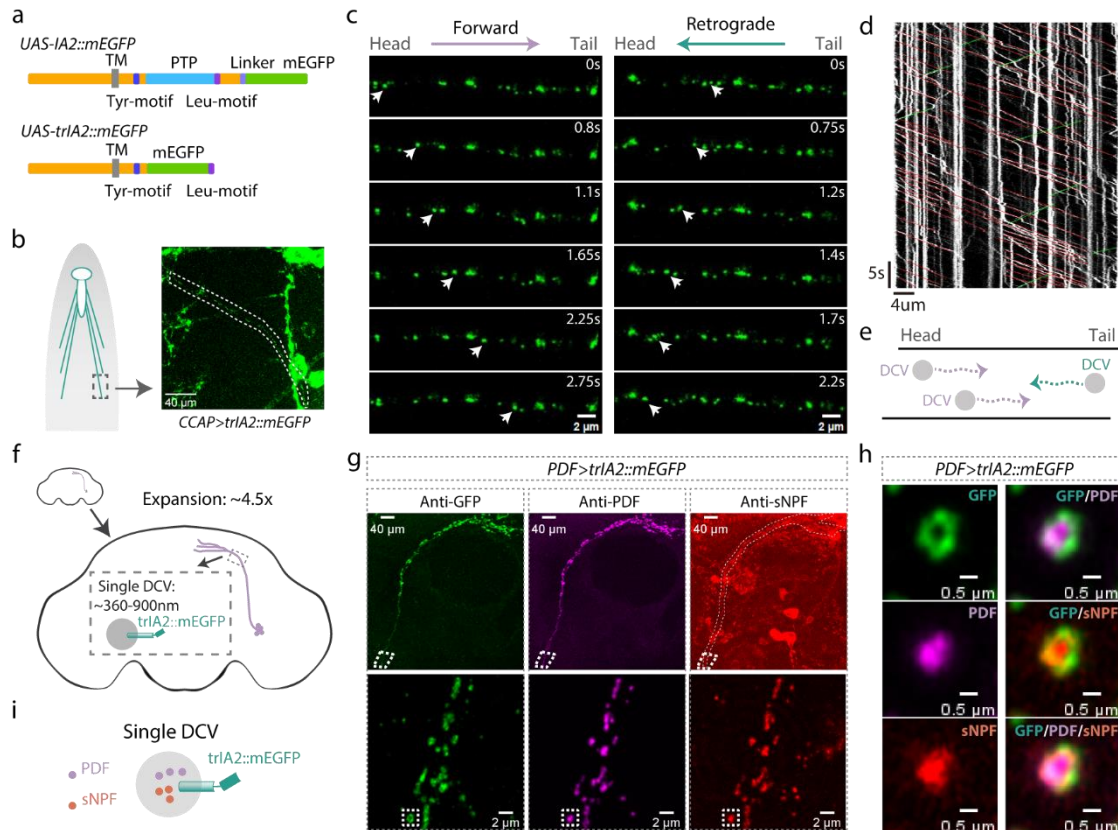 a
UAS-IA2::mEGFP
TM PTP Linker mEGFP
Tyr-motif Leu-motif
UAS-trIA2::mEGFP
TM mEGFP
Tyr-motif Leu-motif
b
40 µm
CCAP>trIA2::mEGFP
c
Forward Retrograde
Head Tail Head Tail
0s 0s
0.8s 0.75s
1.1s 1.2s
1.65s 1.4s
2.25s 1.7s
2.75s 2.2s
2 µm 2 µm
d
5s
4um
e
Head Tail
DCV DCV
DCV
f
Expansion: ~4.5x
Single DCV:
~360-900nm
trIA2::mEGFP
g
PDF>trIA2::mEGFP
Anti-GFP Anti-PDF Anti-sNPF
40 µm 40 µm 40 µm
2 µm 2 µm 2 µm
h
PDF>trIA2::mEGFP
GFP GFP/PDF
0.5 µm 0.5 µm
PDF GFP/sNPF
0.5 µm 0.5 µm
sNPF GFP/PDF/sNPF
0.5 µm 0.5 µm
i
Single DCV
PDF
sNPF
trIA2::mEGFP